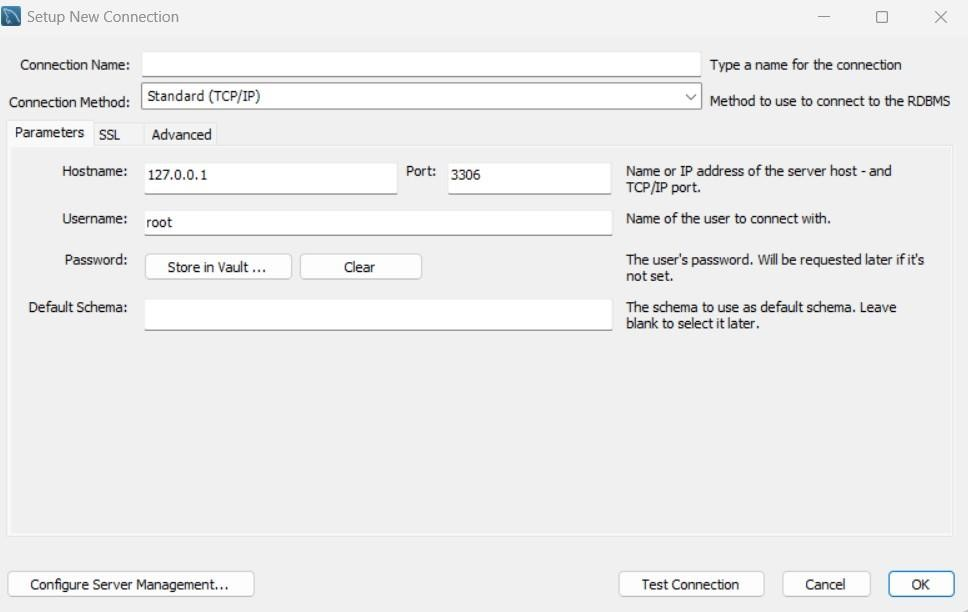 Setup New Connection
Connection Name:
Type a name for the connection
Connection Method: Standard (TCP/IP)
Method to use to connect to the RDBMS
Parameters SSL Advanced
Hostname: 127.0.0.1 Port: 3306
Name or IP address of the server host - and
TCP/IP port.
Username: root
Name of the user to connect with.
Password: Store in Vault ... Clear
The user's password. Will be requested later if it's
not set.
Default Schema:
The schema to use as default schema. Leave
blank to select it later.
Configure Server Management... Test Connection Cancel OK